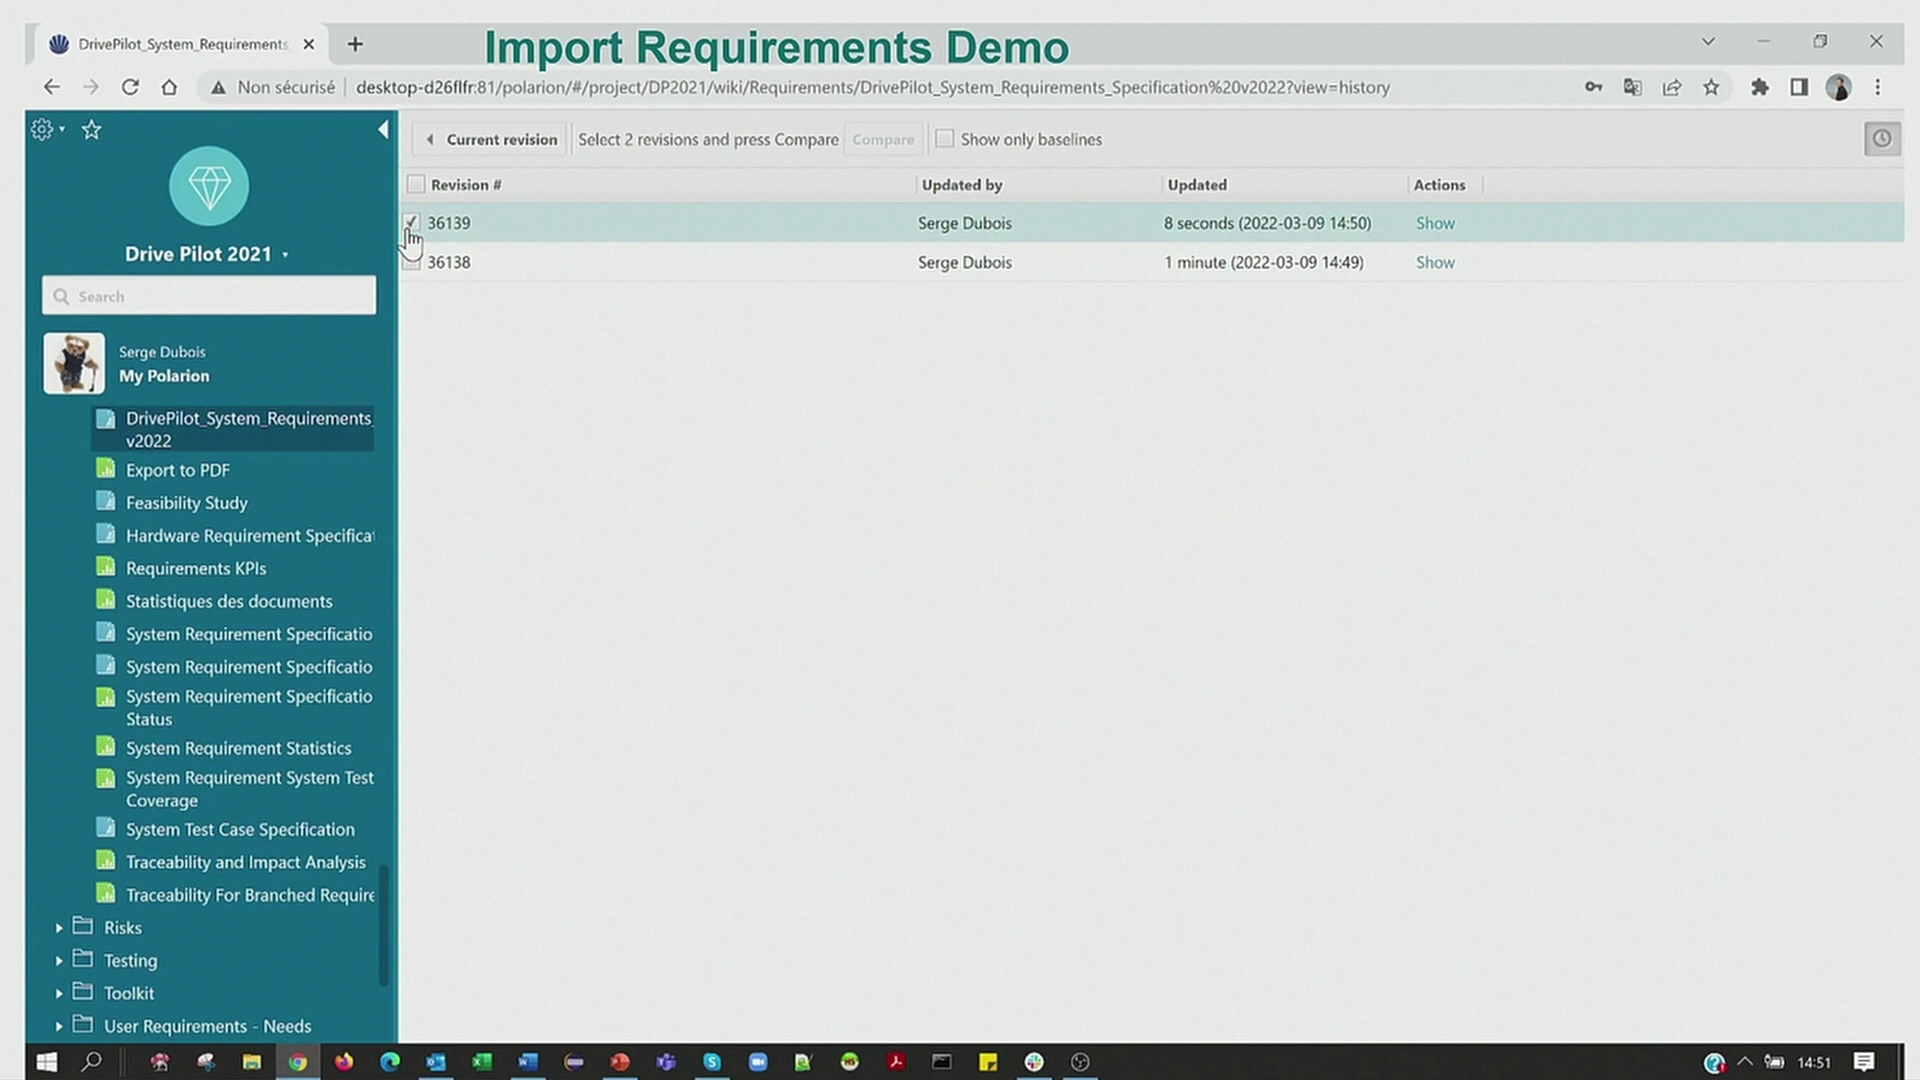 DrivePilot_System_Requirements_
Import Requirements Demo
Non sécurisé
desktop-d26flfr:81/polarion/#/project/DP2021/wiki/Requirements/DrivePilot_System_Requirements_Specification%20v2022?view=history
Current revision
Select 2 revisions and press Compare
Compare
Show only baselines
Drive Pilot 2021
Search
Serge Dubois
My Polarion
DrivePilot_System_Requirements_
v2022
Export to PDF
Feasibility Study
Hardware Requirement Specificat
Requirements KPIs
Statistiques des documents
System Requirement Specificatio
System Requirement Specificatio
System Requirement Specificatio
Status
System Requirement Statistics
System Requirement System Test
Coverage
System Test Case Specification
Traceability and Impact Analysis
Traceability For Branched Require
Risks
Testing
Toolkit
User Requirements - Needs
Revision # Updated by Updated Actions
36139 Serge Dubois 8 seconds (2022-03-09 14:50) Show
36138 Serge Dubois 1 minute (2022-03-09 14:49) Show
14:51